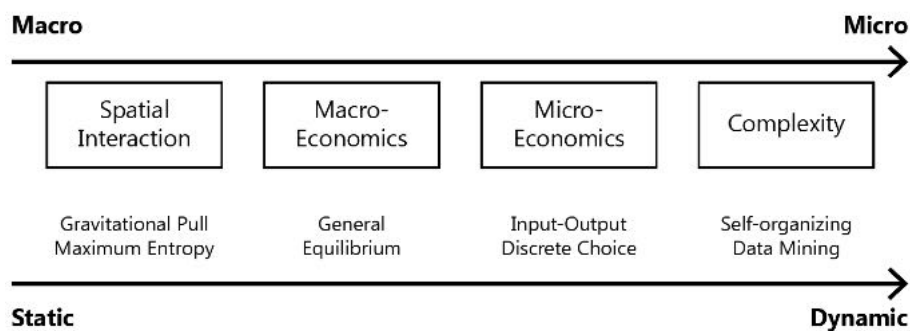 Macro
Micro
Spatial
Interaction
Macro-
Economics
Micro-
Economics
Complexity
Gravitational Pull
Maximum Entropy
General
Equilibrium
Input-Output
Discrete Choice
Self-organizing
Data Mining
Static
Dynamic